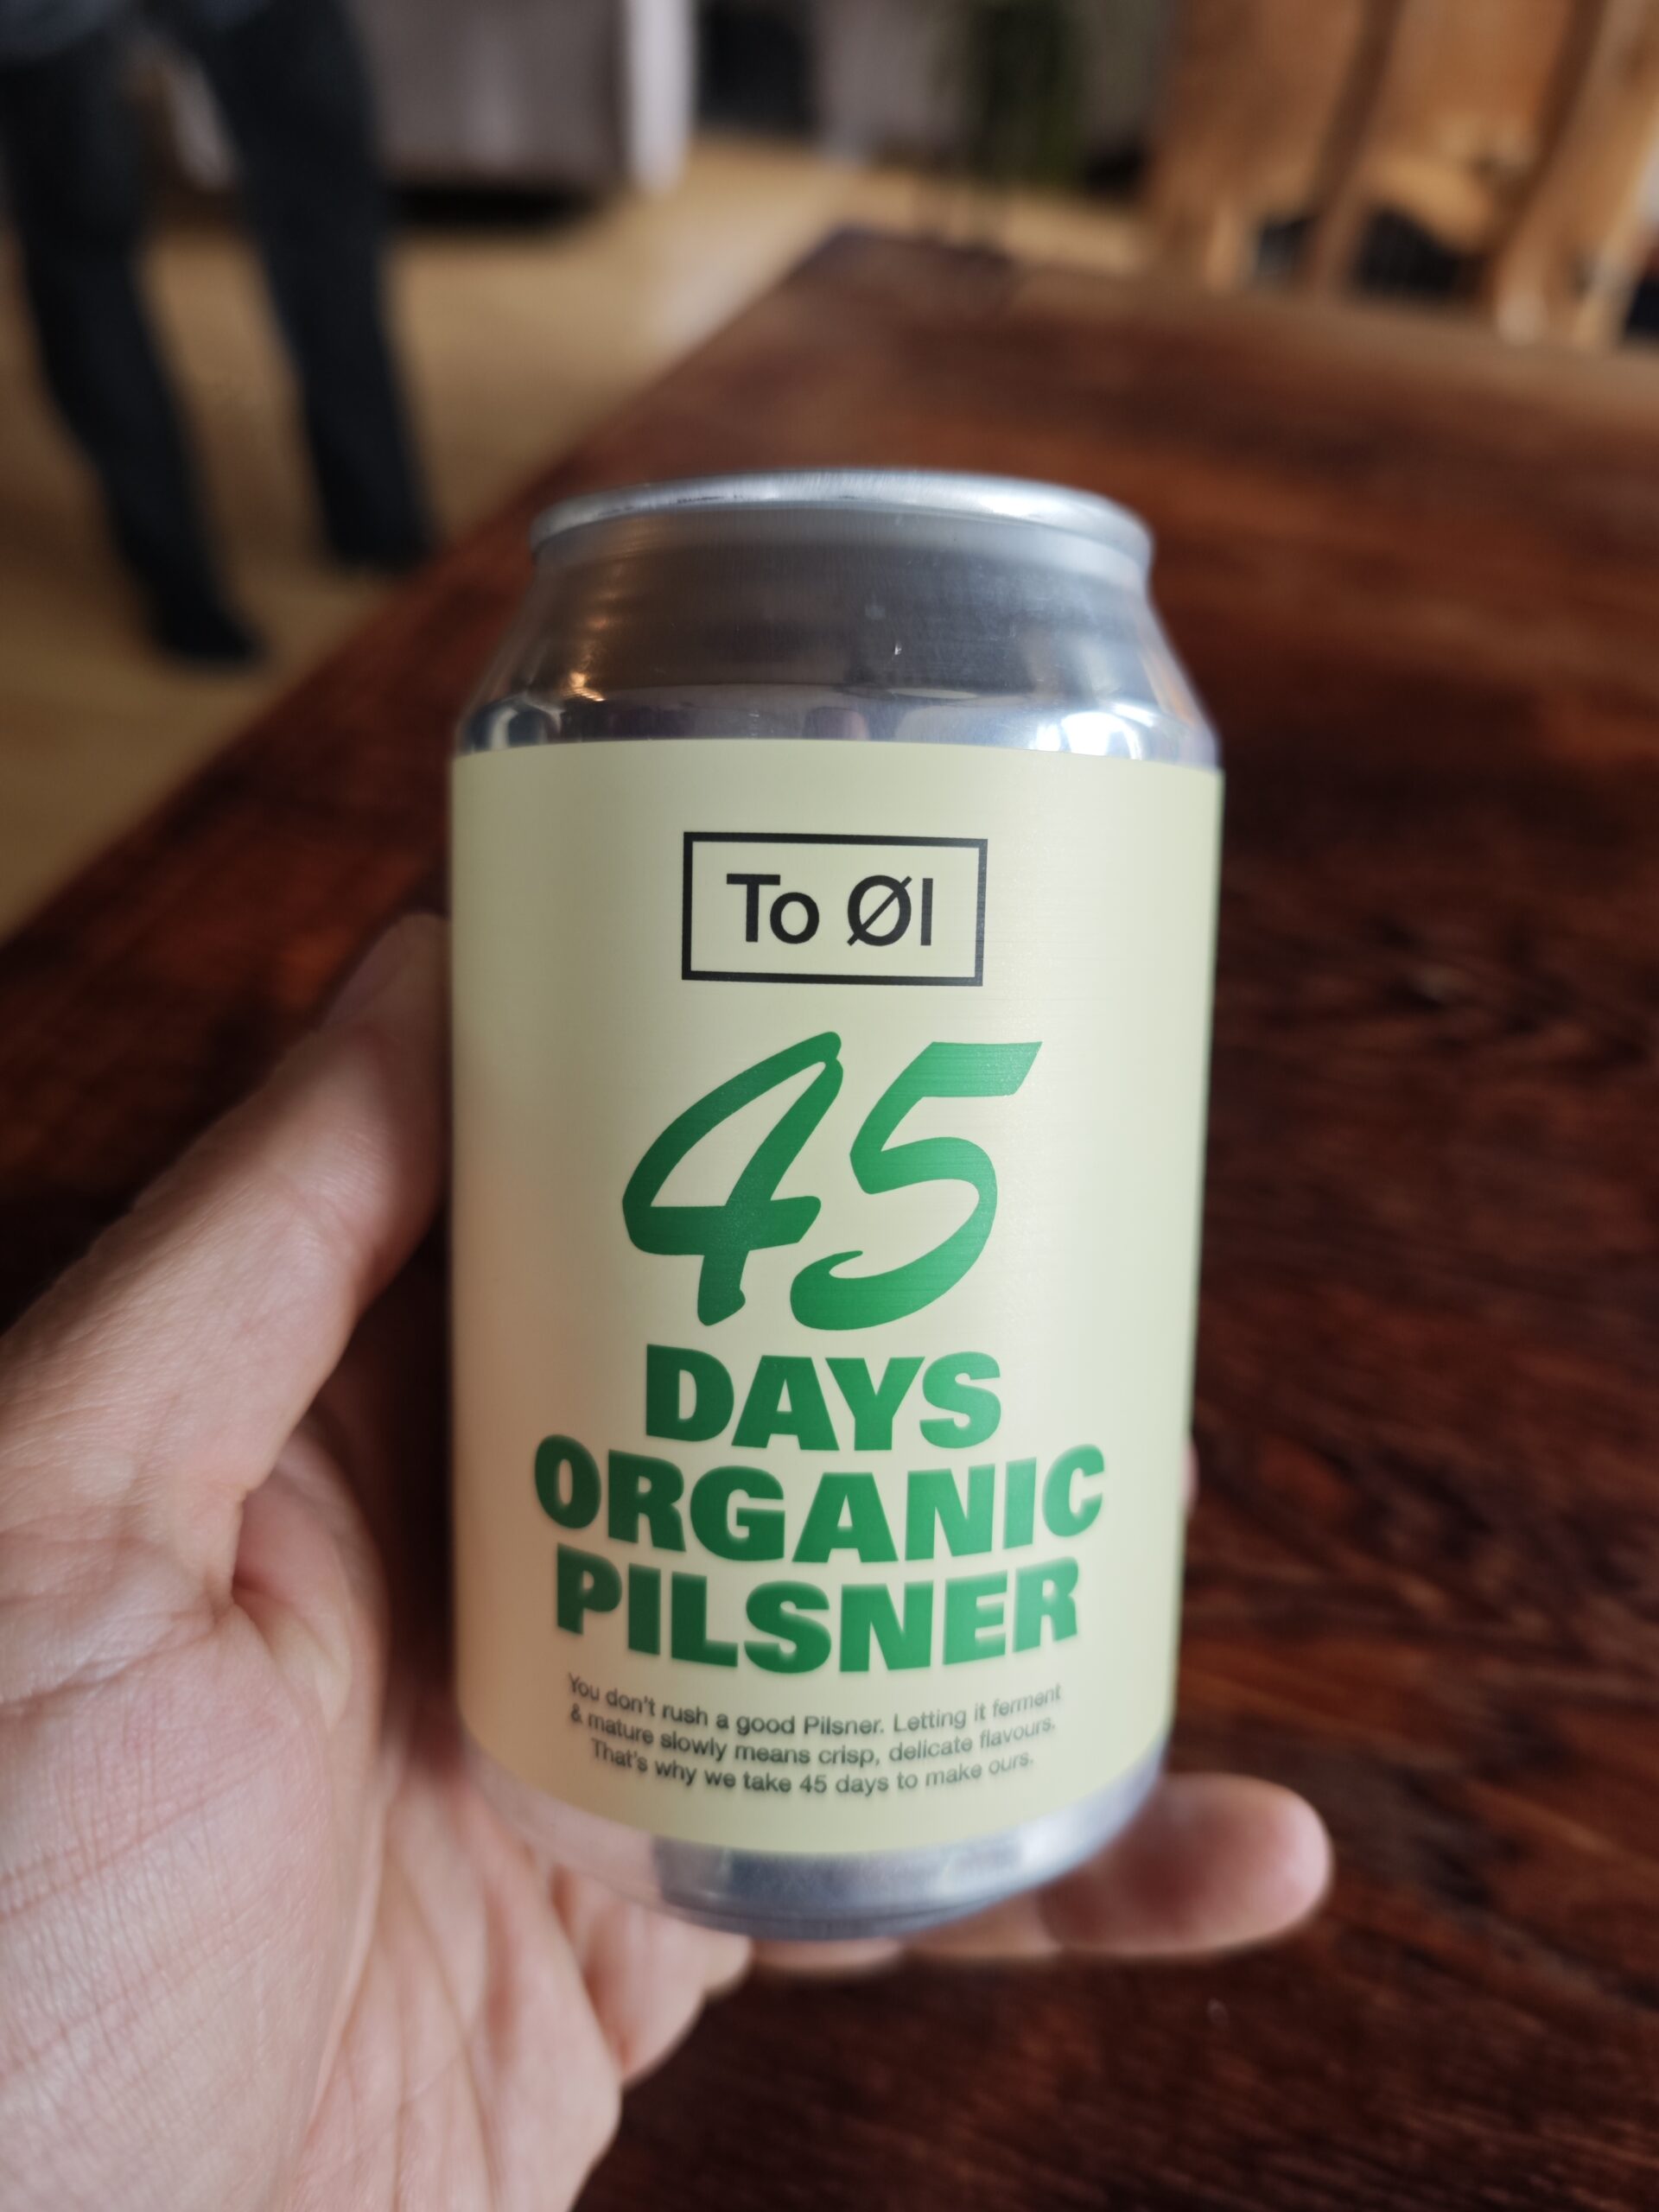 To Øl
45
DAYS
ORGANIC
PILSNER
You don't rush a good Pilsner. Letting it ferment
& mature slowly means crisp, delicate flavours.
That's why we take 45 days to make ours.